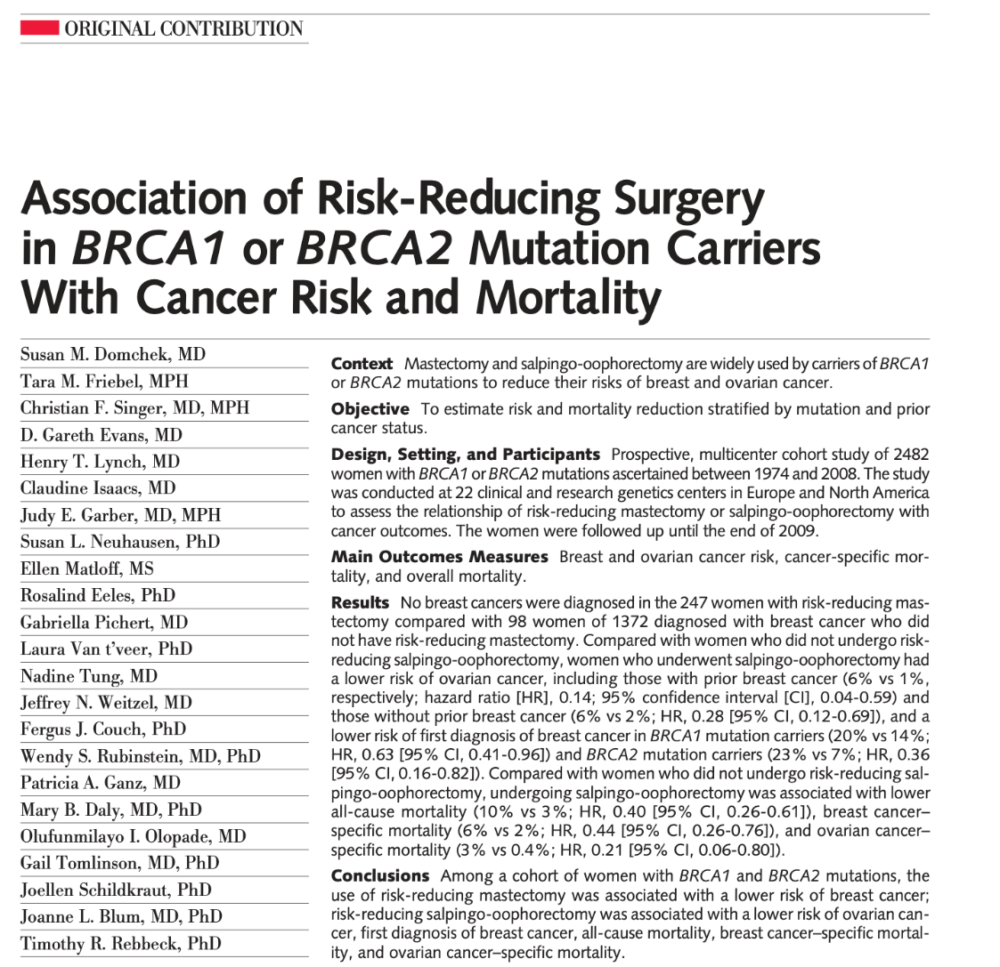 ORIGINAL CONTRIBUTION
Association of Risk-Reducing Surgery
in BRCA1 or BRCA2 Mutation Carriers
With Cancer Risk and Mortality
Susan M. Domchek, MD
Tara M. Friebel, MPH
Christian F. Singer, MD, MPH
D. Gareth Evans, MD
Henry T. Lynch, MD
Claudine Isaacs, MD
Judy E. Garber, MD, MPH
Susan L. Neuhausen, PhD
Ellen Matloff, MS
Rosalind Eeles, PhD
Gabriella Pichert, MD
Laura Van t'veer, PhD
Nadine Tung, MD
Jeffrey N. Weitzel, MD
Fergus J. Couch, PhD
Wendy S. Rubinstein, MD, PhD
Patricia A. Ganz, MD
Mary B. Daly, MD, PhD
Olufunmilayo I. Olopade, MD
Gail Tomlinson, MD, PhD
Joellen Schildkraut, PhD
Joanne L. Blum, MD, PhD
Timothy R. Rebbeck, PhD
Context Mastectomy and salpingo-oophorectomy are widely used by carriers of BRCA1
or BRCA2 mutations to reduce their risks of breast and ovarian cancer.
Objective To estimate risk and mortality reduction stratified by mutation and prior
cancer status.
Design, Setting, and Participants Prospective, multicenter cohort study of 2482
women with BRCA1 or BRCA2 mutations ascertained between 1974 and 2008. The study
was conducted at 22 clinical and research genetics centers in Europe and North America
to assess the relationship of risk-reducing mastectomy or salpingo-oophorectomy with
cancer outcomes. The women were followed up until the end of 2009.
Main Outcomes Measures Breast and ovarian cancer risk, cancer-specific mor-
tality, and overall mortality.
Results No breast cancers were diagnosed in the 247 women with risk-reducing mas-
tectomy compared with 98 women of 1372 diagnosed with breast cancer who did
not have risk-reducing mastectomy. Compared with women who did not undergo risk-
reducing salpingo-oophorectomy, women who underwent salpingo-oophorectomy had
a lower risk of ovarian cancer, including those with prior breast cancer (6% vs 1%,
respectively; hazard ratio [HR], 0.14; 95% confidence interval [CI], 0.04-0.59) and
those without prior breast cancer (6% vs 2%; HR, 0.28 [95% CI, 0.12-0.69]), and a
lower risk of first diagnosis of breast cancer in BRCA1 mutation carriers (20% vs 14%;
HR, 0.63 [95% CI, 0.41-0.96]) and BRCA2 mutation carriers (23% vs 7%; HR, 0.36
[95% CI, 0.16-0.82]). Compared with women who did not undergo risk-reducing sal-
pingo-oophorectomy, undergoing salpingo-oophorectomy was associated with lower
all-cause mortality (10% vs 3%; HR, 0.40 [95% CI, 0.26-0.61]), breast cancer–
specific mortality (6% vs 2%; HR, 0.44 [95% CI, 0.26-0.76]), and ovarian cancer–
specific mortality (3% vs 0.4%; HR, 0.21 [95% CI, 0.06-0.80]).
Conclusions Among a cohort of women with BRCA1 and BRCA2 mutations, the
use of risk-reducing mastectomy was associated with a lower risk of breast cancer;
risk-reducing salpingo-oophorectomy was associated with a lower risk of ovarian can-
cer, first diagnosis of breast cancer, all-cause mortality, breast cancer–specific mortal-
ity, and ovarian cancer–specific mortality.